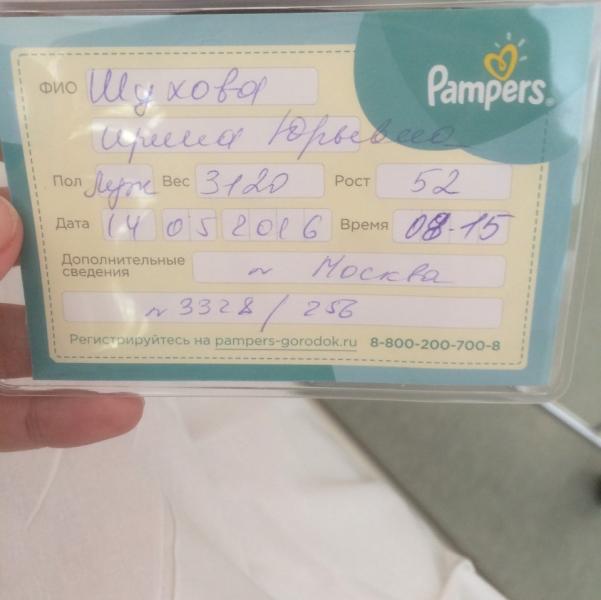 Pampers
ФИО Шухова
Ирина Юрьевна
Пол Муж Вес 3120 Рост 52
Дата 14 05 2016 Время 08-15
Дополнительные сведения ~ Москва
~ 3328 / 256
Регистрируйтесь на pampers-gorodok.ru 8-800-200-700-8